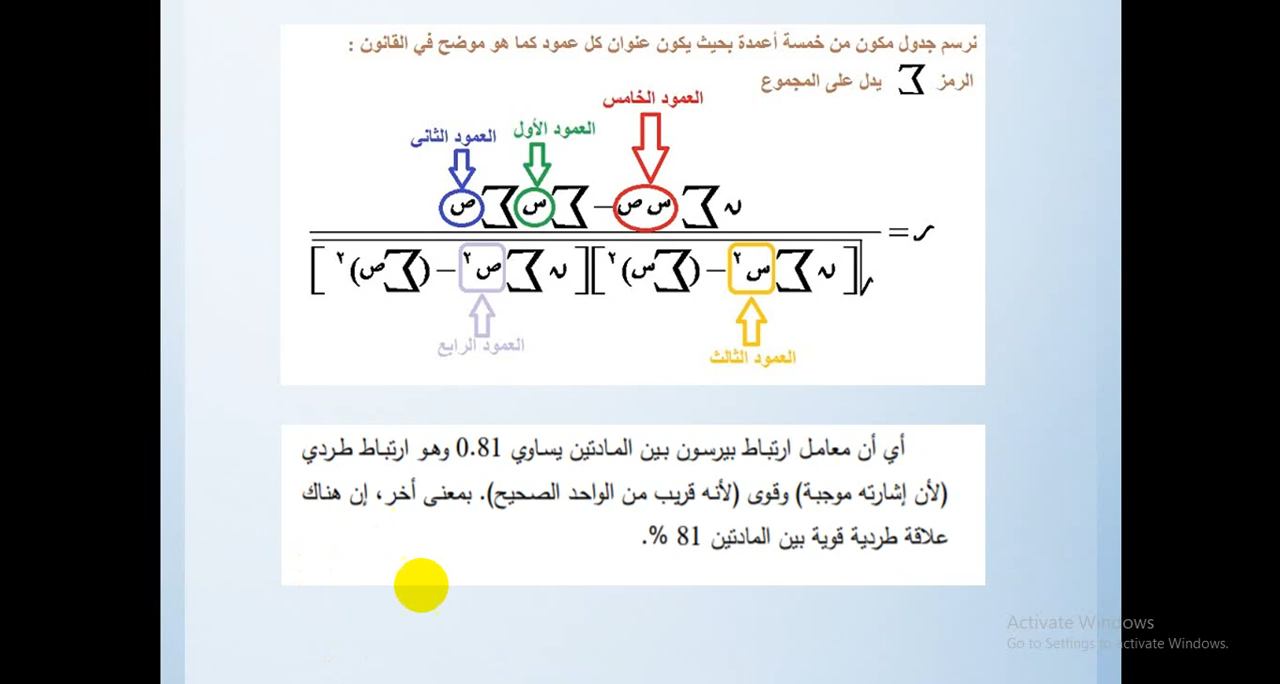 نرسم جدول مكون من خمسة أعمدة بحيث يكون عنوان كل عمود كما هو موضح في القانون :
الرمز ∑ يدل على المجموع
العمود الخامس
العمود الأول
العمود الثانى
ن ∑ س ص − ∑ س ∑ ص
ر =
√[ن ∑ س٢ − (∑ س)٢][ن ∑ ص٢ − (∑ ص)٢]
العمود الرابع
العمود الثالث
أي أن معامل ارتباط بيرسون بين المادتين يساوي 0.81 وهو ارتباط طردي
(لأن إشارته موجبة) وقوى (لأنه قريب من الواحد الصحيح). بمعنى أخر، إن هناك
علاقة طردية قوية بين المادتين 81 %.
Activate Windows
Go to Settings to activate Windows.